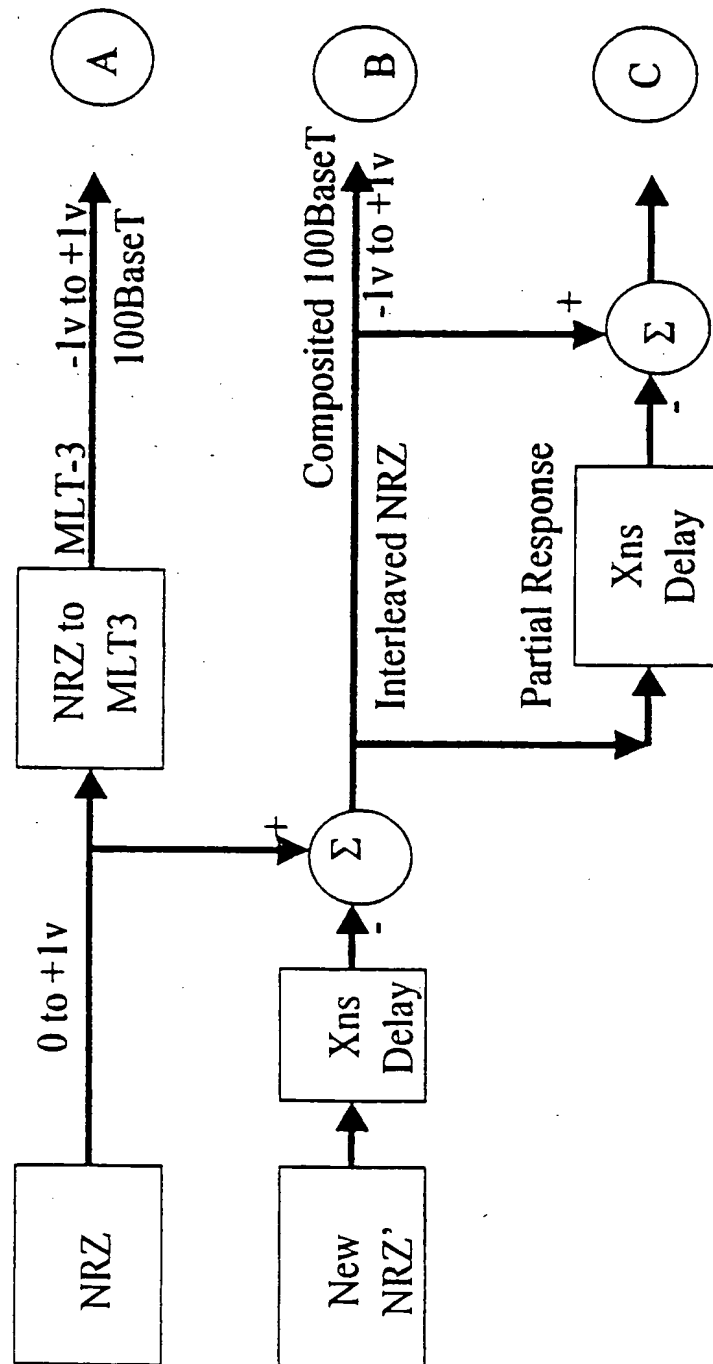 NRZ
0 to +1v
NRZ to
MLT3
MLT-3
-1v to +1v
100BaseT
A
New
NRZ'
Xns
Delay
-
+
Σ
Composited 100BaseT
Interleaved NRZ
-1v to +1v
B
Partial Response
Xns
Delay
-
+
Σ
C